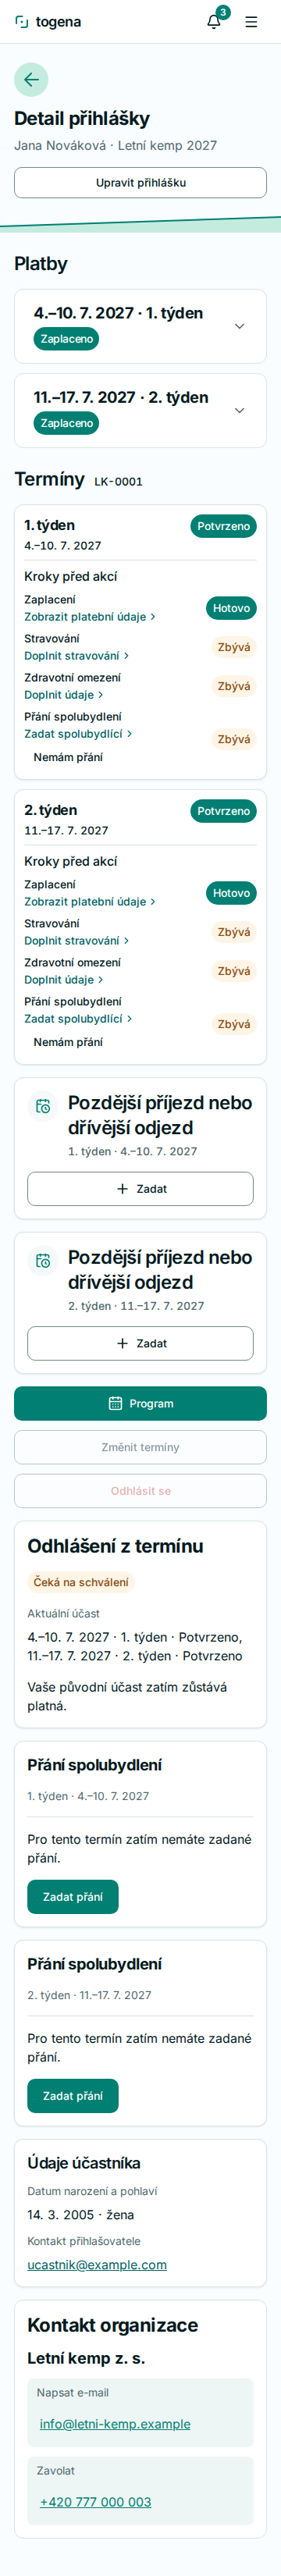 togena
3
Detail přihlášky
Jana Nováková · Letní kemp 2027
Upravit přihlášku
Platby
4.–10. 7. 2027 · 1. týden
Zaplaceno
11.–17. 7. 2027 · 2. týden
Zaplaceno
Termíny LK-0001
1. týden
Potvrzeno
4.–10. 7. 2027
Kroky před akcí
Zaplacení
Zobrazit platební údaje
Hotovo
Stravování
Doplnit stravování
Zbývá
Zdravotní omezení
Doplnit údaje
Zbývá
Přání spolubydlení
Zadat spolubydlící
Zbývá
Nemám přání
2. týden
Potvrzeno
11.–17. 7. 2027
Kroky před akcí
Zaplacení
Zobrazit platební údaje
Hotovo
Stravování
Doplnit stravování
Zbývá
Zdravotní omezení
Doplnit údaje
Zbývá
Přání spolubydlení
Zadat spolubydlící
Zbývá
Nemám přání
Pozdější příjezd nebo
dřívější odjezd
1. týden · 4.–10. 7. 2027
Zadat
Pozdější příjezd nebo
dřívější odjezd
2. týden · 11.–17. 7. 2027
Zadat
Program
Změnit termíny
Odhlásit se
Odhlášení z termínu
Čeká na schválení
Aktuální účast
4.–10. 7. 2027 · 1. týden · Potvrzeno,
11.–17. 7. 2027 · 2. týden · Potvrzeno
Vaše původní účast zatím zůstává
platná.
Přání spolubydlení
1. týden · 4.–10. 7. 2027
Pro tento termín zatím nemáte zadané
přání.
Zadat přání
Přání spolubydlení
2. týden · 11.–17. 7. 2027
Pro tento termín zatím nemáte zadané
přání.
Zadat přání
Údaje účastníka
Datum narození a pohlaví
14. 3. 2005 · žena
Kontakt přihlašovatele
ucastnik@example.com
Kontakt organizace
Letní kemp z. s.
Napsat e-mail
info@letni-kemp.example
Zavolat
+420 777 000 003